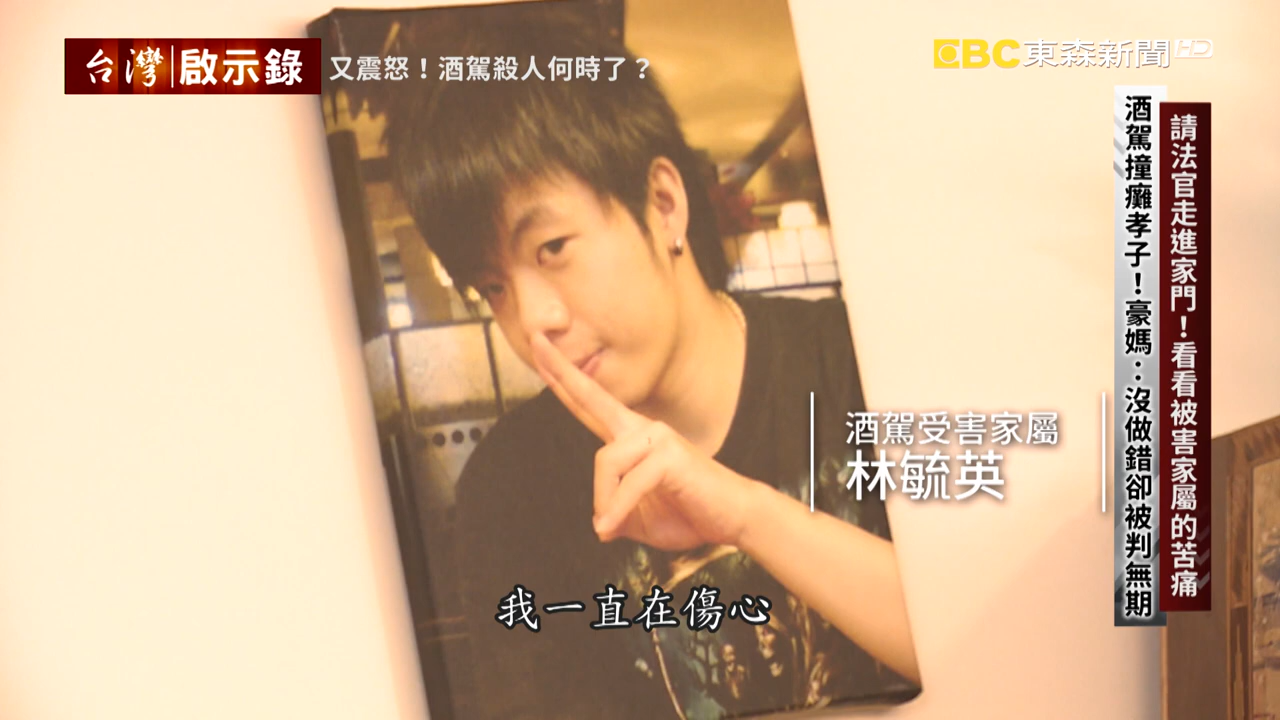 台灣啟示錄
又震怒！酒駕殺人何時了？
EBC東森新聞HD
請法官走進家門！看看被害家屬的苦痛
酒駕撞癱孝子！豪媽：沒做錯卻被判無期
酒駕受害家屬
林毓英
我一直在傷心